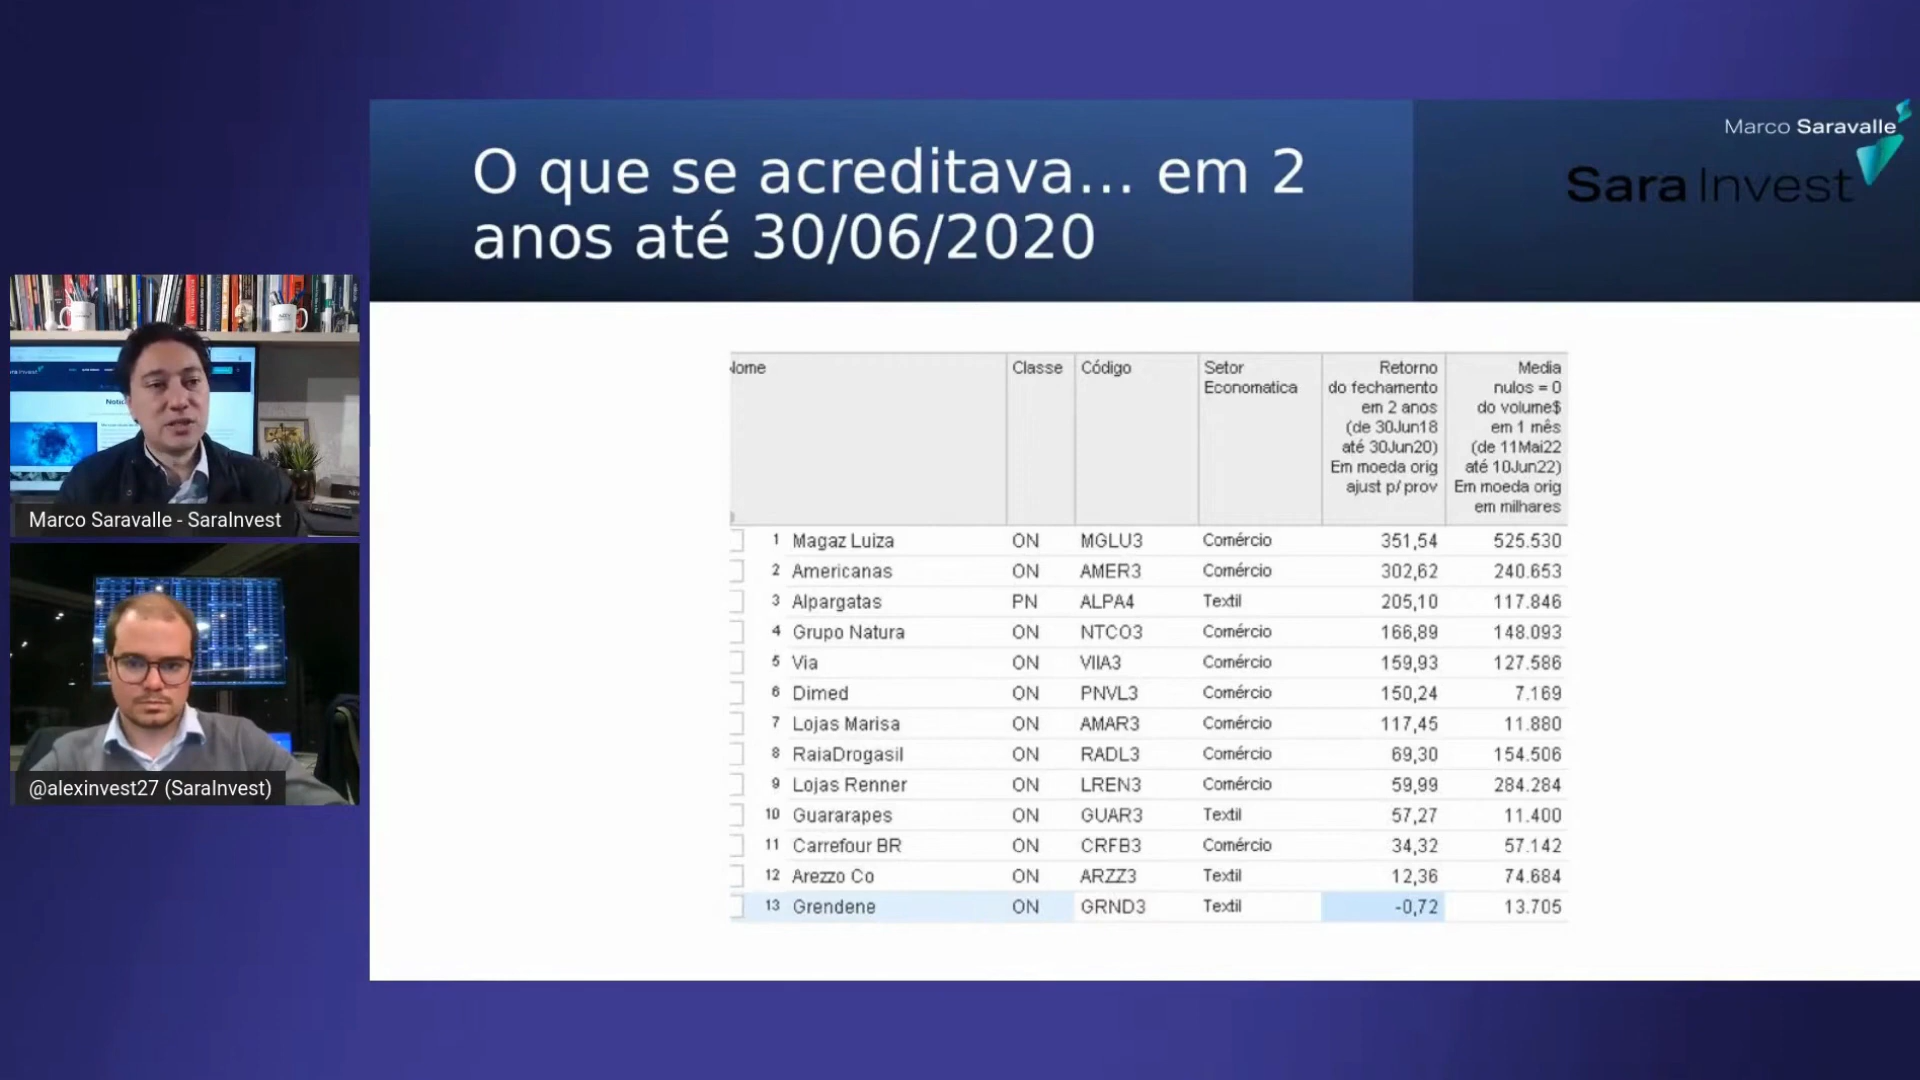 O que se acreditava... em 2
anos até 30/06/2020
Marco Saravalle
Sara Invest
Marco Saravalle - SaraInvest
@alexinvest27 (SaraInvest)
Nome Classe Código Setor Economatica Retorno do fechamento em 2 anos (de 30Jun18 até 30Jun20) Em moeda orig ajust p/ prov Media nulos = 0 do volume$ em 1 mês (de 11Mai22 até 10Jun22) Em moeda orig em milhares
1 Magaz Luiza ON MGLU3 Comércio 351,54 525.530
2 Americanas ON AMER3 Comércio 302,62 240.653
3 Alpargatas PN ALPA4 Textil 205,10 117.846
4 Grupo Natura ON NTCO3 Comércio 166,89 148.093
5 Via ON VIIA3 Comércio 159,93 127.586
6 Dimed ON PNVL3 Comércio 150,24 7.169
7 Lojas Marisa ON AMAR3 Comércio 117,45 11.880
8 RaiaDrogasil ON RADL3 Comércio 69,30 154.506
9 Lojas Renner ON LREN3 Comércio 59,99 284.284
10 Guararapes ON GUAR3 Textil 57,27 11.400
11 Carrefour BR ON CRFB3 Comércio 34,32 57.142
12 Arezzo Co ON ARZZ3 Textil 12,36 74.684
13 Grendene ON GRND3 Textil -0,72 13.705